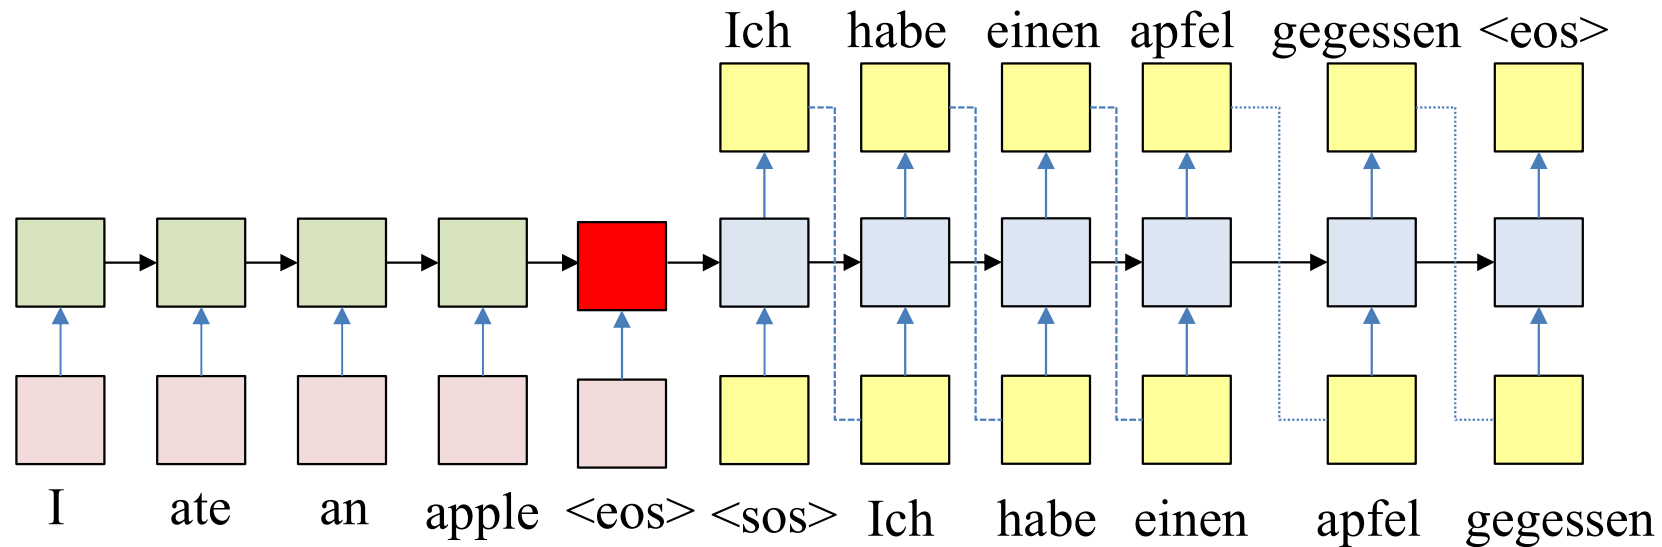 Ich habe einen apfel gegessen <eos>
I ate an apple <eos> <sos> Ich habe einen apfel gegessen